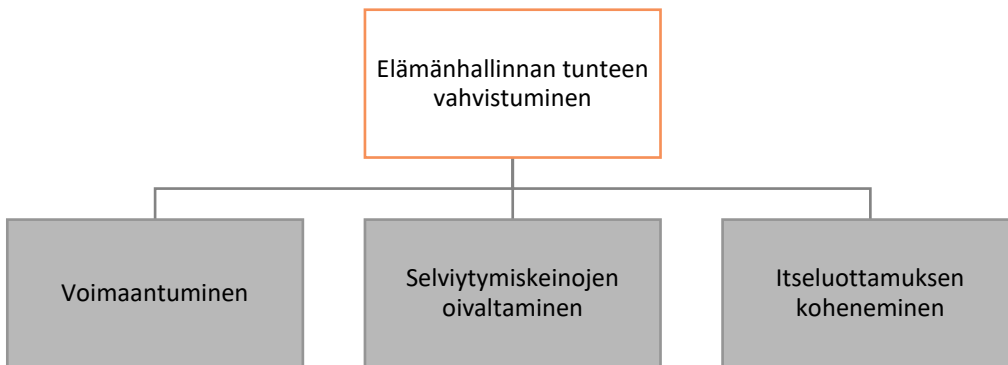 Elämänhallinnan tunteen
vahvistuminen
Voimaantuminen
Selviytymiskeinojen
oivaltaminen
Itseluottamuksen
koheneminen